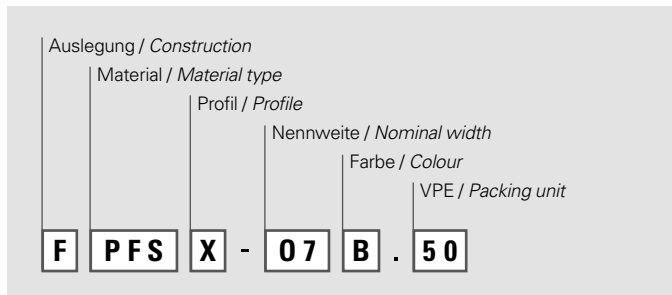 Auslegung / Construction
Material / Material type
Profil / Profile
Nennweite / Nominal width
Farbe / Colour
VPE / Packing unit
F PFS X - 07 B . 50